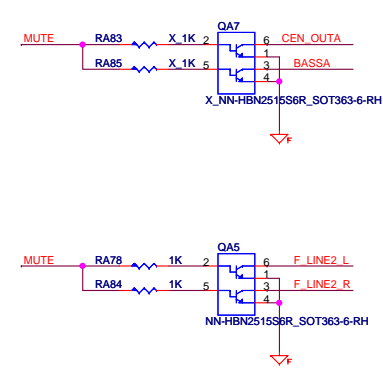 QA7
MUTE RA83 X_1K 2 6 CEN_OUTA
1
RA85 X_1K 5 3 BASSA
4
X_NN-HBN2515S6R_SOT363-6-RH
F
QA5
MUTE RA78 1K 2 6 F_LINE2_L
1
RA84 1K 5 3 F_LINE2_R
4
NN-HBN2515S6R_SOT363-6-RH
F